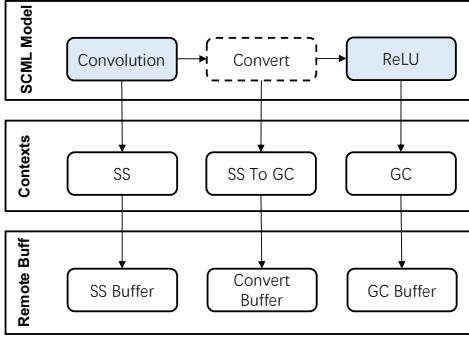 SCML Model
Convolution
Convert
ReLU
Contexts
SS
SS To GC
GC
Remote Buff
SS Buffer
Convert
Buffer
GC Buffer